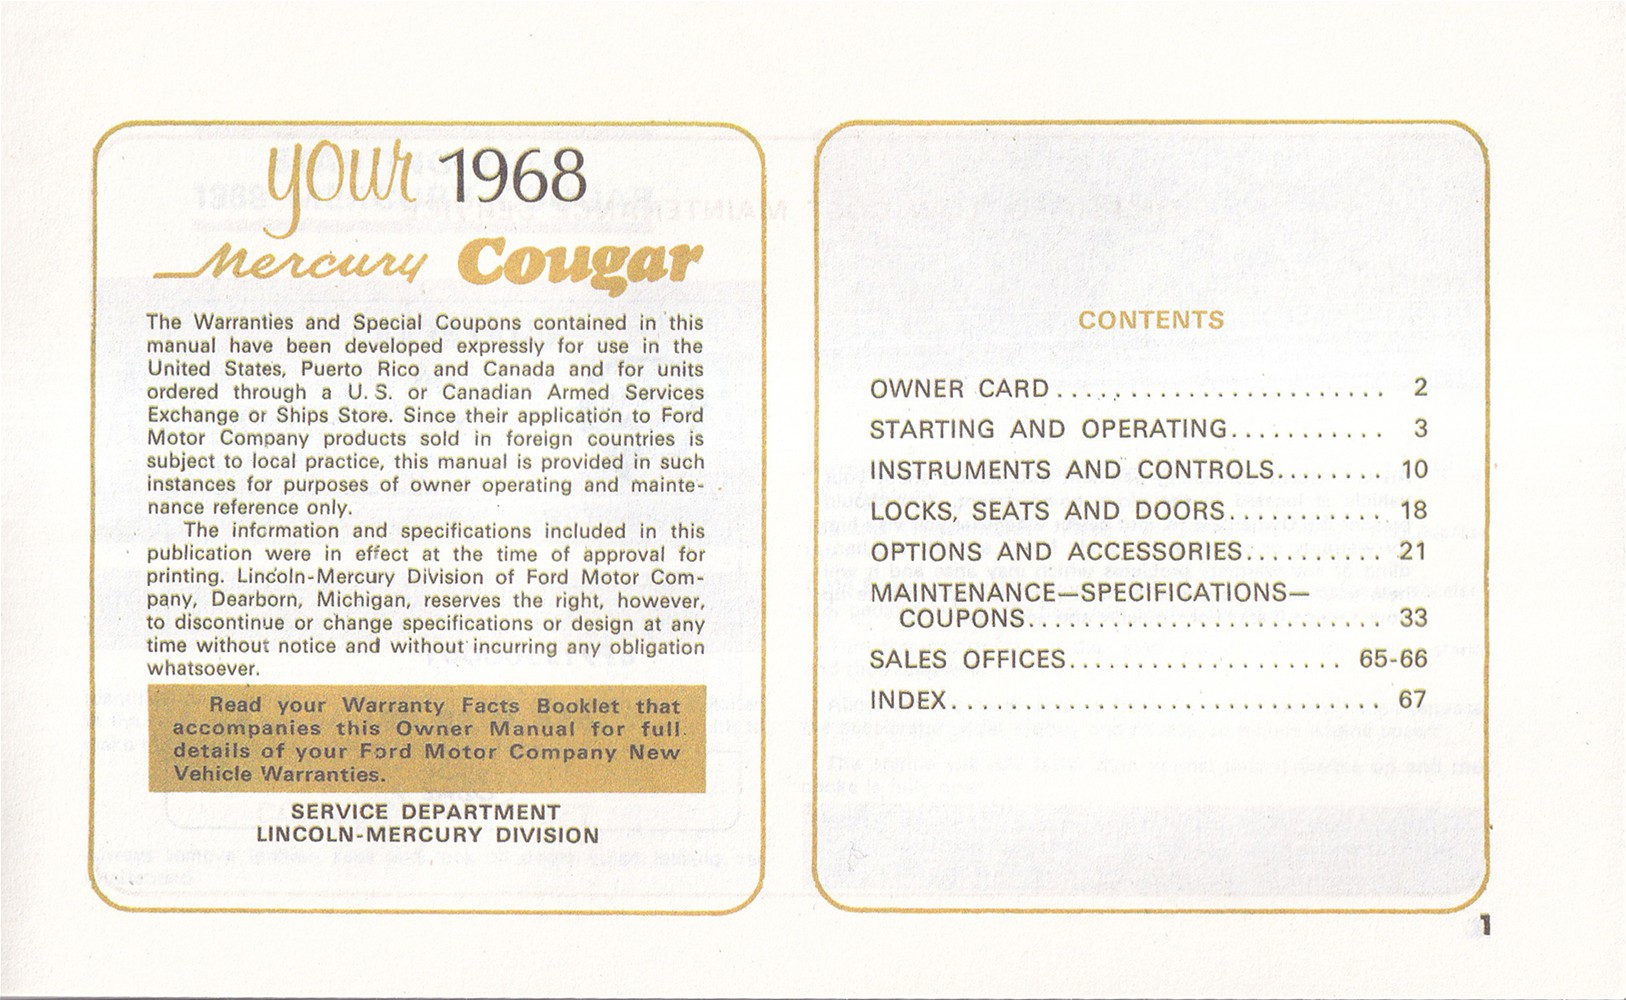 your 1968
Mercury Cougar
The Warranties and Special Coupons contained in this
manual have been developed expressly for use in the
United States, Puerto Rico and Canada and for units
ordered through a U.S. or Canadian Armed Services
Exchange or Ships Store. Since their application to Ford
Motor Company products sold in foreign countries is
subject to local practice, this manual is provided in such
instances for purposes of owner operating and mainte-
nance reference only.
The information and specifications included in this
publication were in effect at the time of approval for
printing. Lincoln-Mercury Division of Ford Motor Com-
pany, Dearborn, Michigan, reserves the right, however,
to discontinue or change specifications or design at any
time without notice and without incurring any obligation
whatsoever.
Read your Warranty Facts Booklet that
accompanies this Owner Manual for full
details of your Ford Motor Company New
Vehicle Warranties.
SERVICE DEPARTMENT
LINCOLN-MERCURY DIVISION
CONTENTS
OWNER CARD....................... 2
STARTING AND OPERATING........... 3
INSTRUMENTS AND CONTROLS........ 10
LOCKS, SEATS AND DOORS........... 18
OPTIONS AND ACCESSORIES.......... 21
MAINTENANCE—SPECIFICATIONS—
COUPONS......................... 33
SALES OFFICES................... 65-66
INDEX............................... 67
1